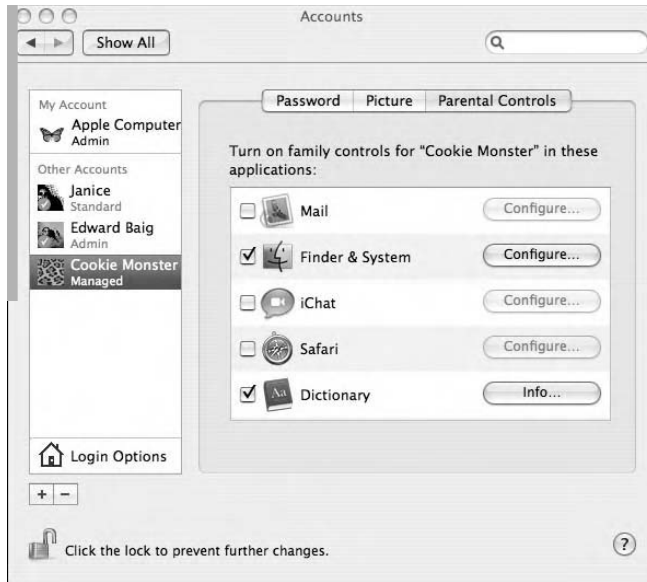 Accounts
Show All
My Account
Apple Computer
Admin
Other Accounts
Janice
Standard
Edward Baig
Admin
Cookie Monster
Managed
Login Options
+ −
Password Picture Parental Controls
Turn on family controls for "Cookie Monster" in these
applications:
Mail Configure...
Finder & System Configure...
iChat Configure...
Safari Configure...
Aa Dictionary Info...
Click the lock to prevent further changes.
?